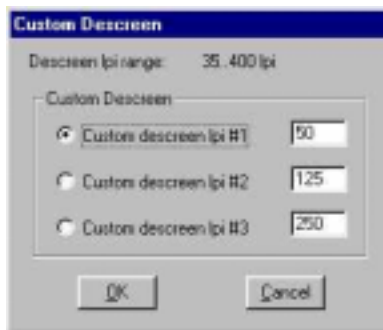 Custom Descreen
Descreen lpi range: 35..400 lpi
Custom Descreen
Custom descreen lpi #1 50
Custom descreen lpi #2 125
Custom descreen lpi #3 250
OK Cancel